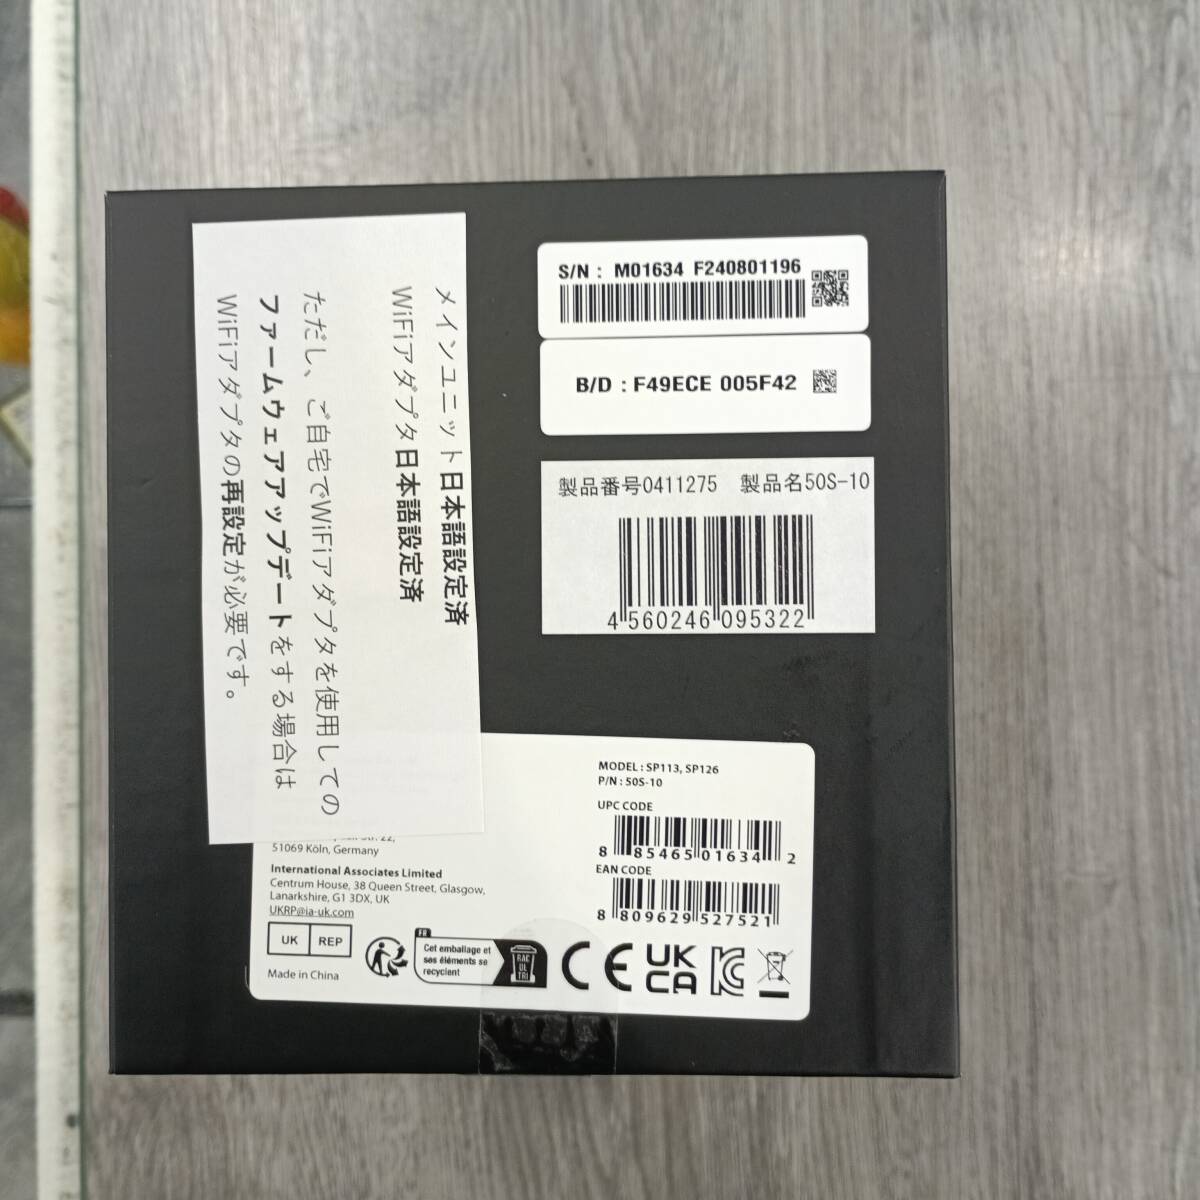 メインユニット日本語設定済
WiFiアダプタ日本語設定済
ただし、ご自宅でWiFiアダプタを使用しての
ファームウェアアップデートをする場合は
WiFiアダプタの再設定が必要です。
S/N : M01634 F240801196
B/D : F49ECE 005F42
製品番号0411275 製品名50S-10
4 560246 095322
MODEL : SP113, SP126
P/N : 50S-10
UPC CODE
8 85465 01634 2
EAN CODE
8 809629 527521
51069 Köln, Germany
International Associates Limited
Centrum House, 38 Queen Street, Glasgow,
Lanarkshire, G1 3DX, UK
UKRP@ia-uk.com
UK REP
Made in China
FR
Cet emballage et
ses éléments se
recyclent
BAC
DE
TRI
CE
UK
CA